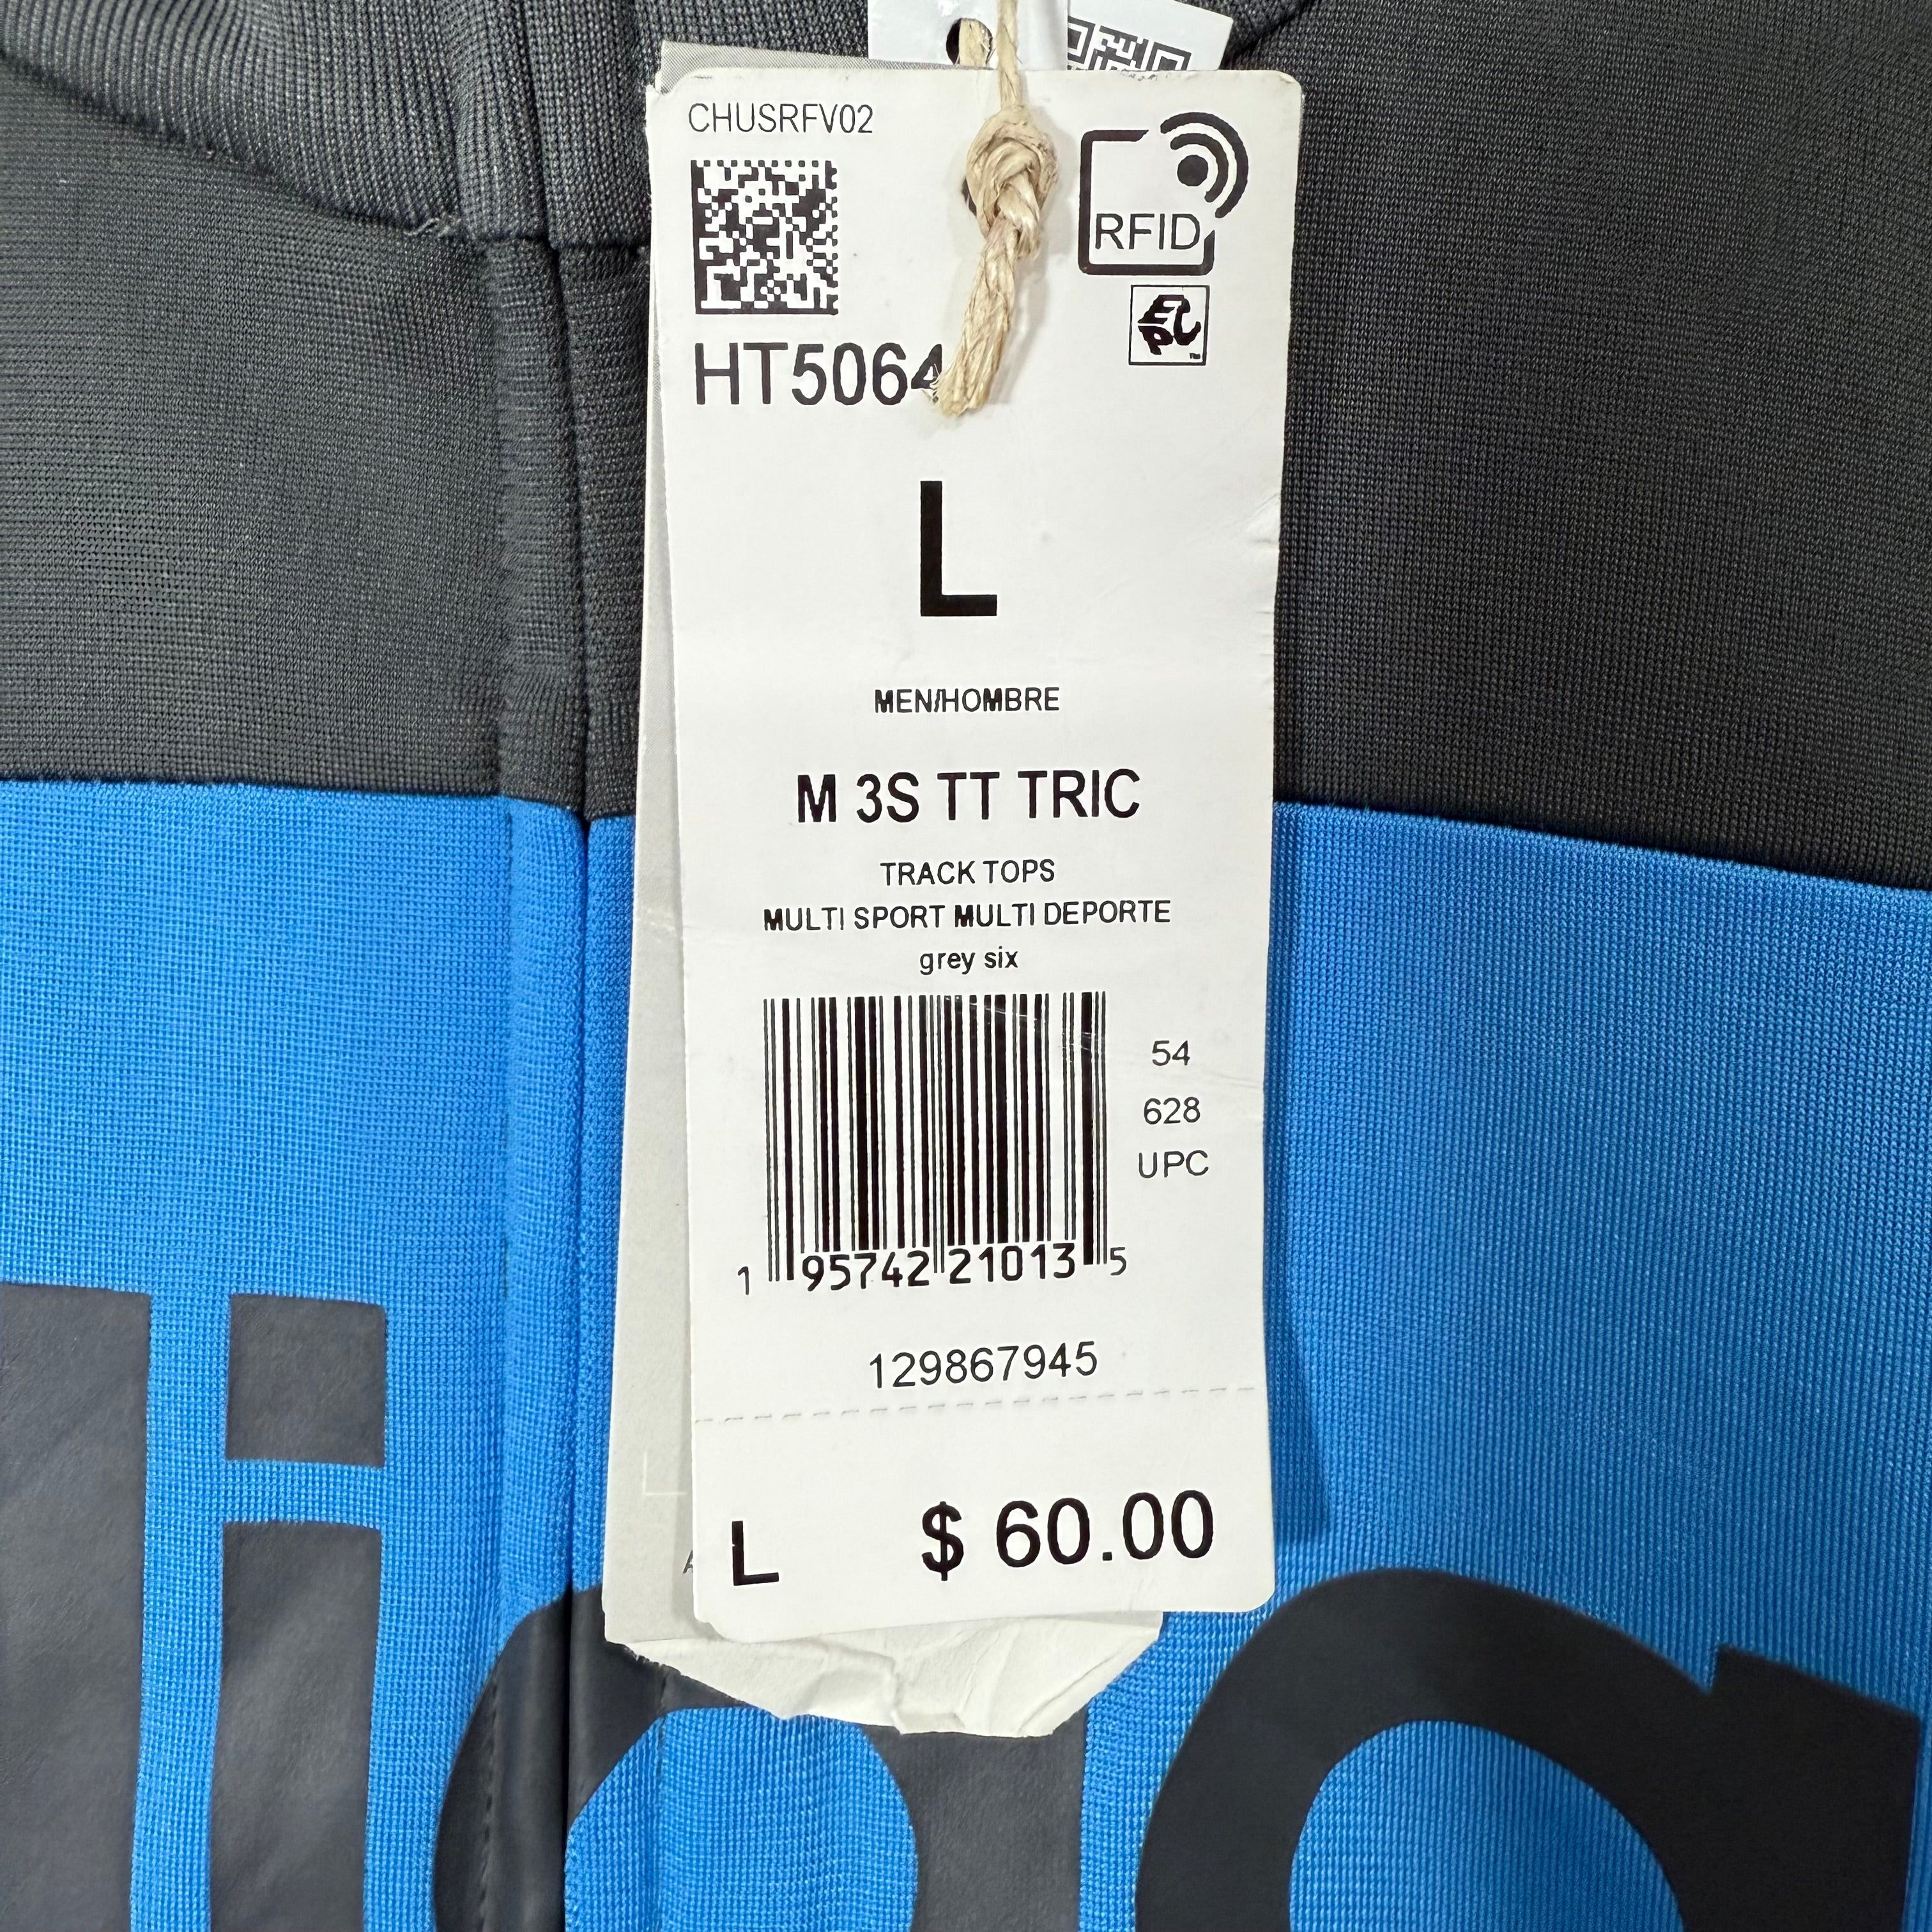 CHUSRFV02
RFID
HT5064
L
MEN/HOMBRE
M 3S TT TRIC
TRACK TOPS
MULTI SPORT MULTI DEPORTE
grey six
54
628
UPC
1 95742 21013 5
129867945
L $ 60.00